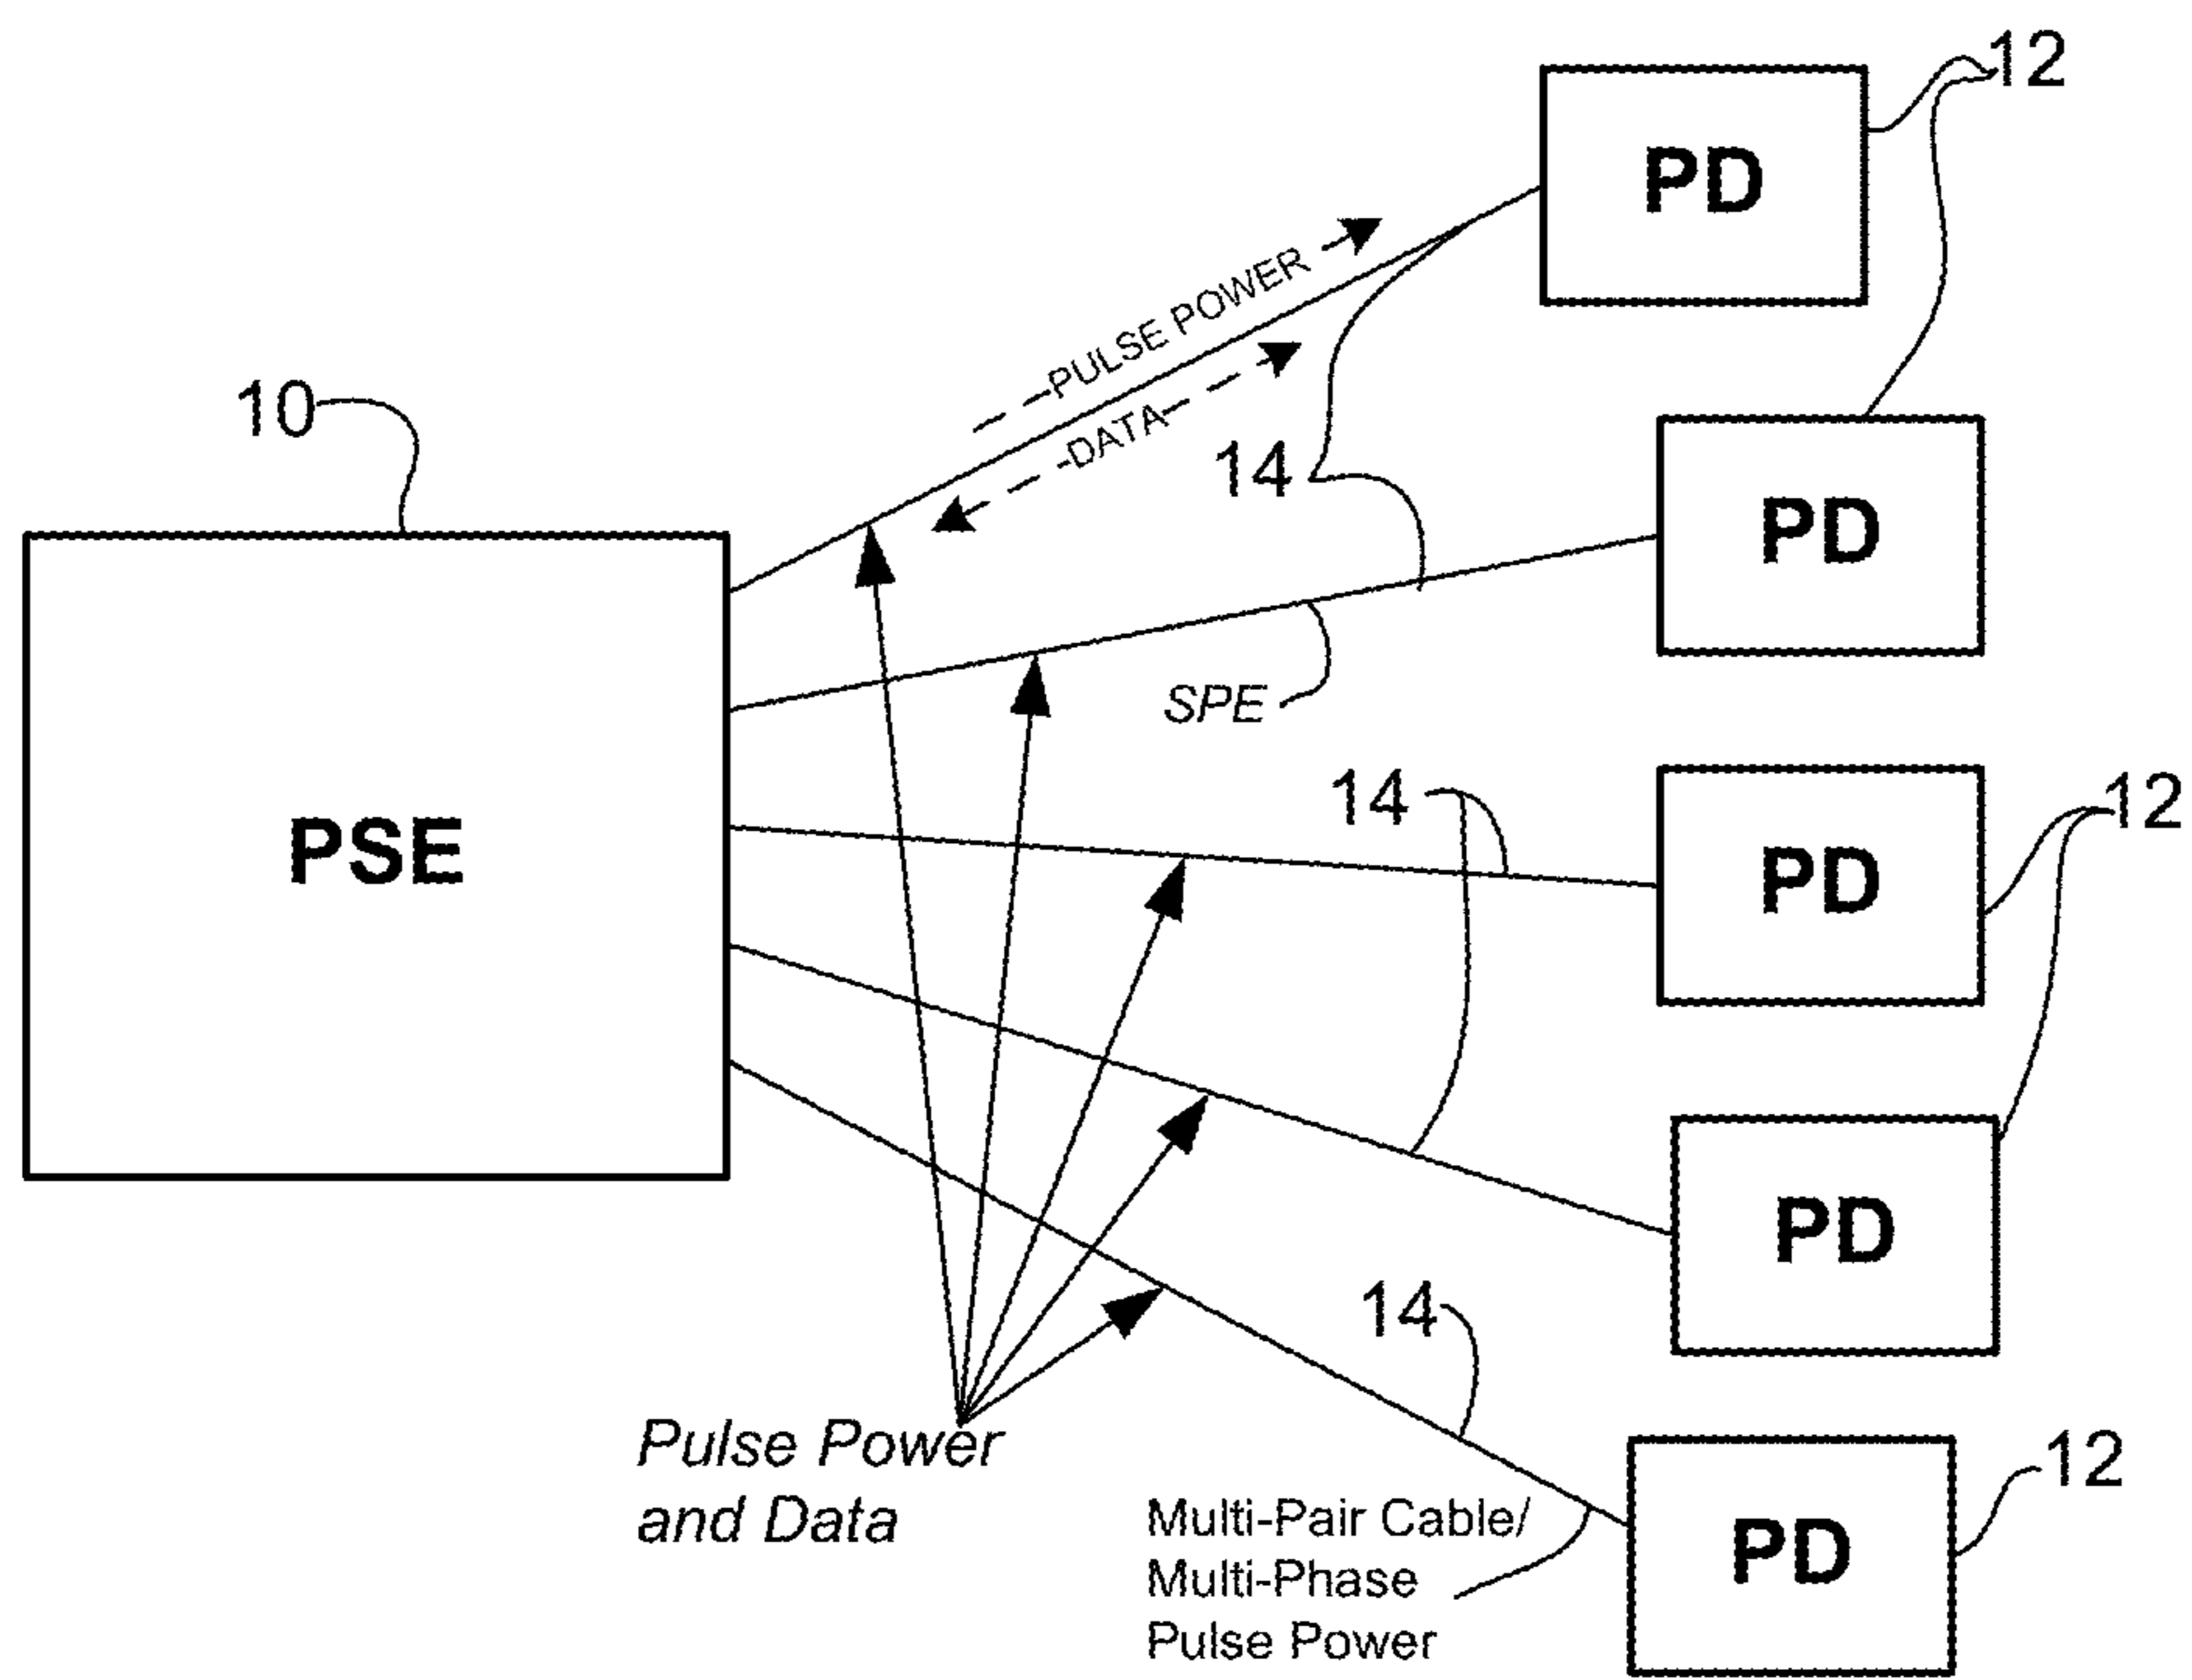 12
PD
PULSE POWER
DATA
10
14
PD
SPE
PSE
14
12
PD
PD
14
Pulse Power
and Data
12
Multi-Pair Cable/
Multi-Phase
Pulse Power
PD